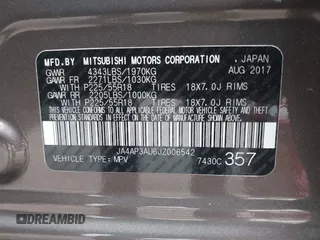 MFD.BY MITSUBISHI MOTORS CORPORATION, JAPAN
GVWR 4343LBS/1970KG AUG 2017
GAWR FR 2271LBS/1030KG
WITH P225/55R18 TIRES 18X7.0J RIMS
GAWR RR 2205LBS/1000KG
WITH P225/55R18 TIRES 18X7.0J RIMS
JA4AP3AU6JZ008542
VEHICLE TYPE: MPV 7430C 357
DREAMBID